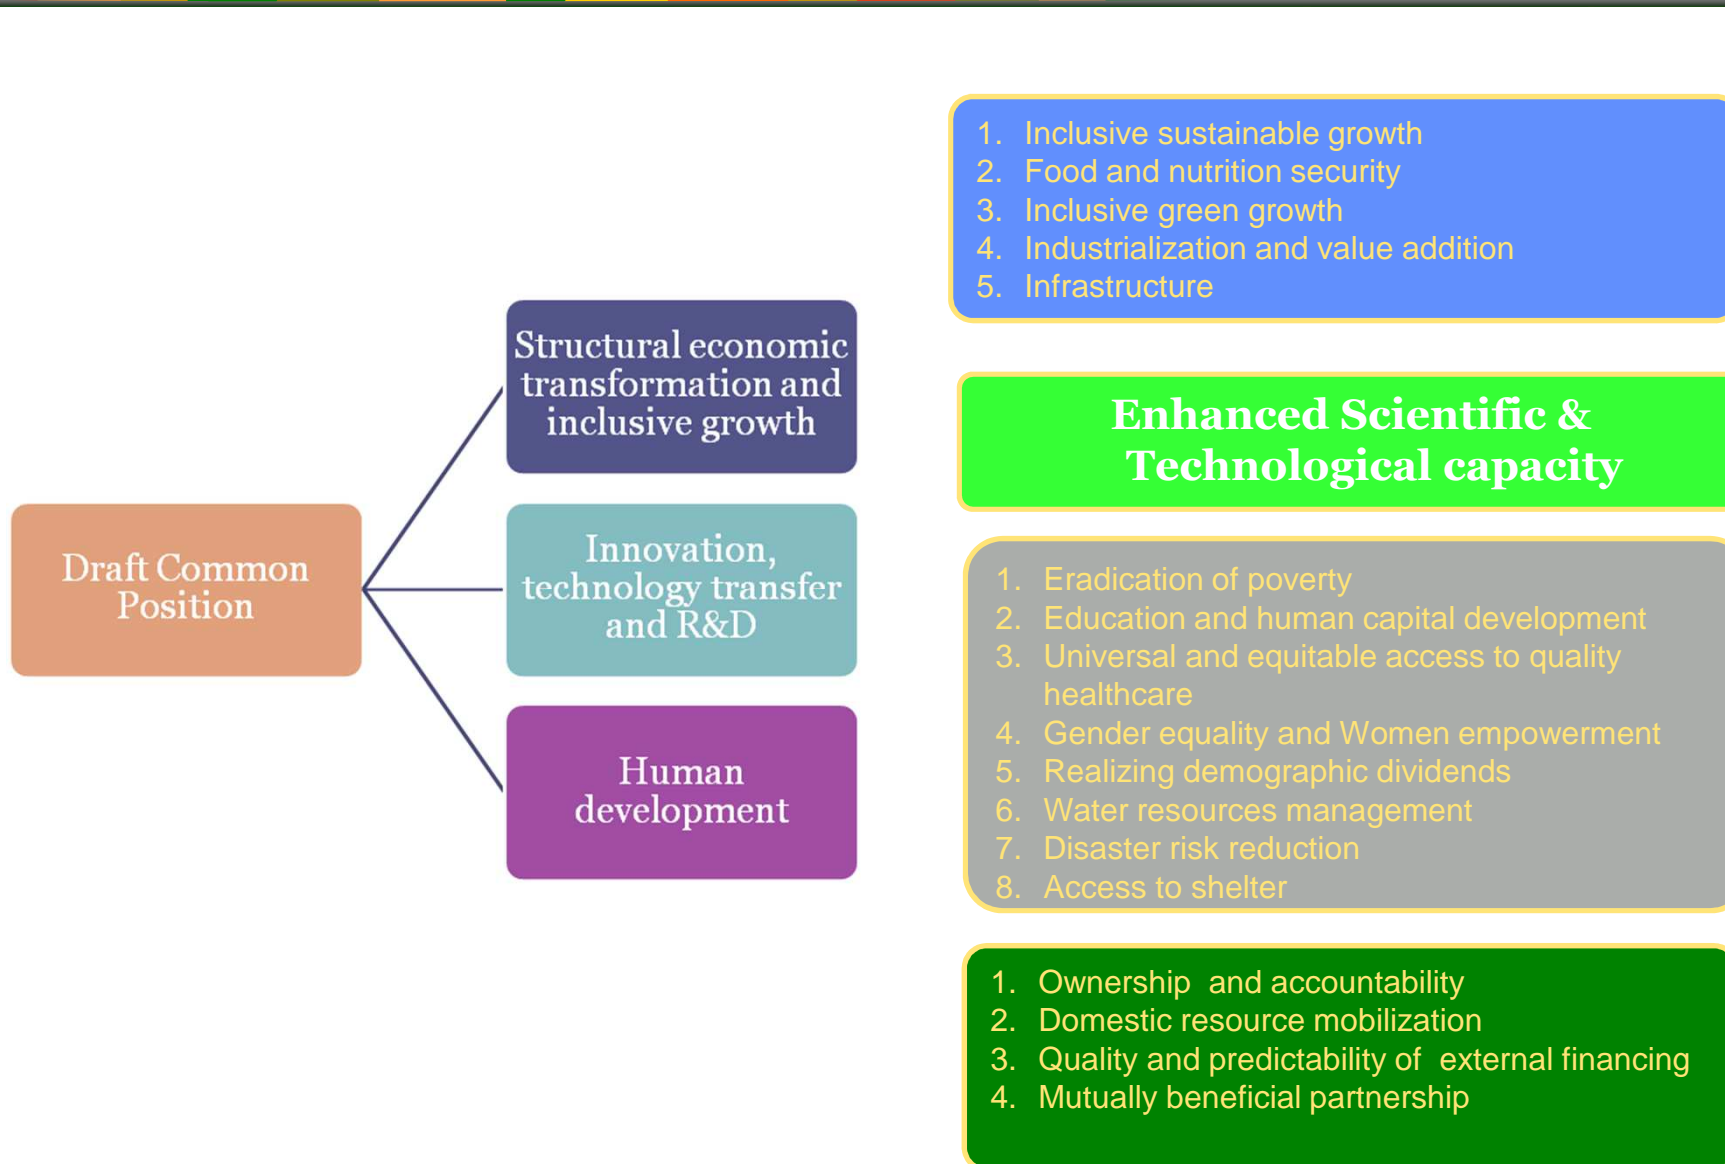 Draft Common
Position
Structural economic
transformation and
inclusive growth
Innovation,
technology transfer
and R&D
Human
development
1. Inclusive sustainable growth
2. Food and nutrition security
3. Inclusive green growth
4. Industrialization and value addition
5. Infrastructure
Enhanced Scientific &
Technological capacity
1. Eradication of poverty
2. Education and human capital development
3. Universal and equitable access to quality
healthcare
4. Gender equality and Women empowerment
5. Realizing demographic dividends
6. Water resources management
7. Disaster risk reduction
8. Access to shelter
1. Ownership and accountability
2. Domestic resource mobilization
3. Quality and predictability of external financing
4. Mutually beneficial partnership